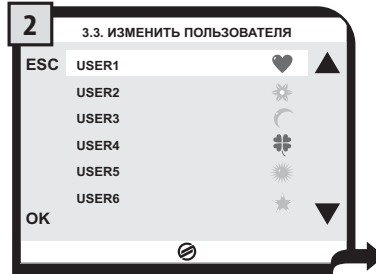 2
3.3. ИЗМЕНИТЬ ПОЛЬЗОВАТЕЛЯ
ESC
USER1
USER2
USER3
USER4
USER5
USER6
OK